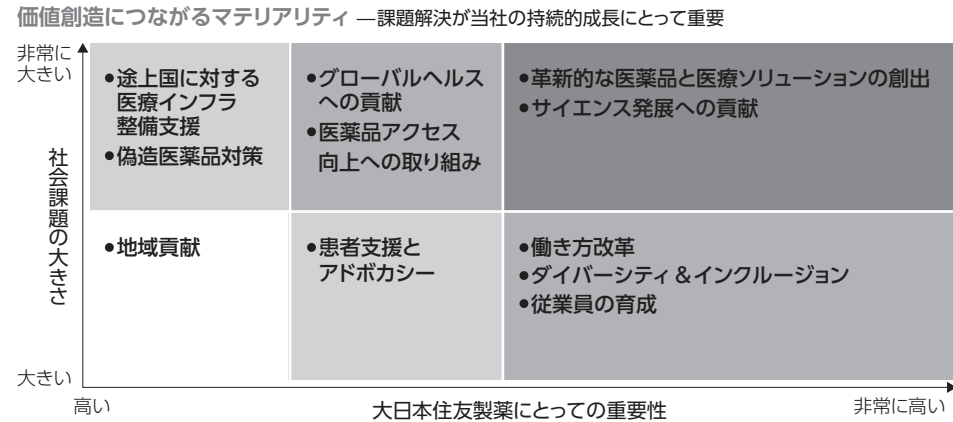 価値創造につながるマテリアリティ ―課題解決が当社の持続的成長にとって重要
非常に
大きい
●途上国に対する
医療インフラ
整備支援
●偽造医薬品対策
●グローバルヘルス
への貢献
●医薬品アクセス
向上への取り組み
●革新的な医薬品と医療ソリューションの創出
●サイエンス発展への貢献
社会課題の大きさ
●地域貢献
●患者支援と
アドボカシー
●働き方改革
●ダイバーシティ＆インクルージョン
●従業員の育成
大きい
高い
大日本住友製薬にとっての重要性
非常に高い